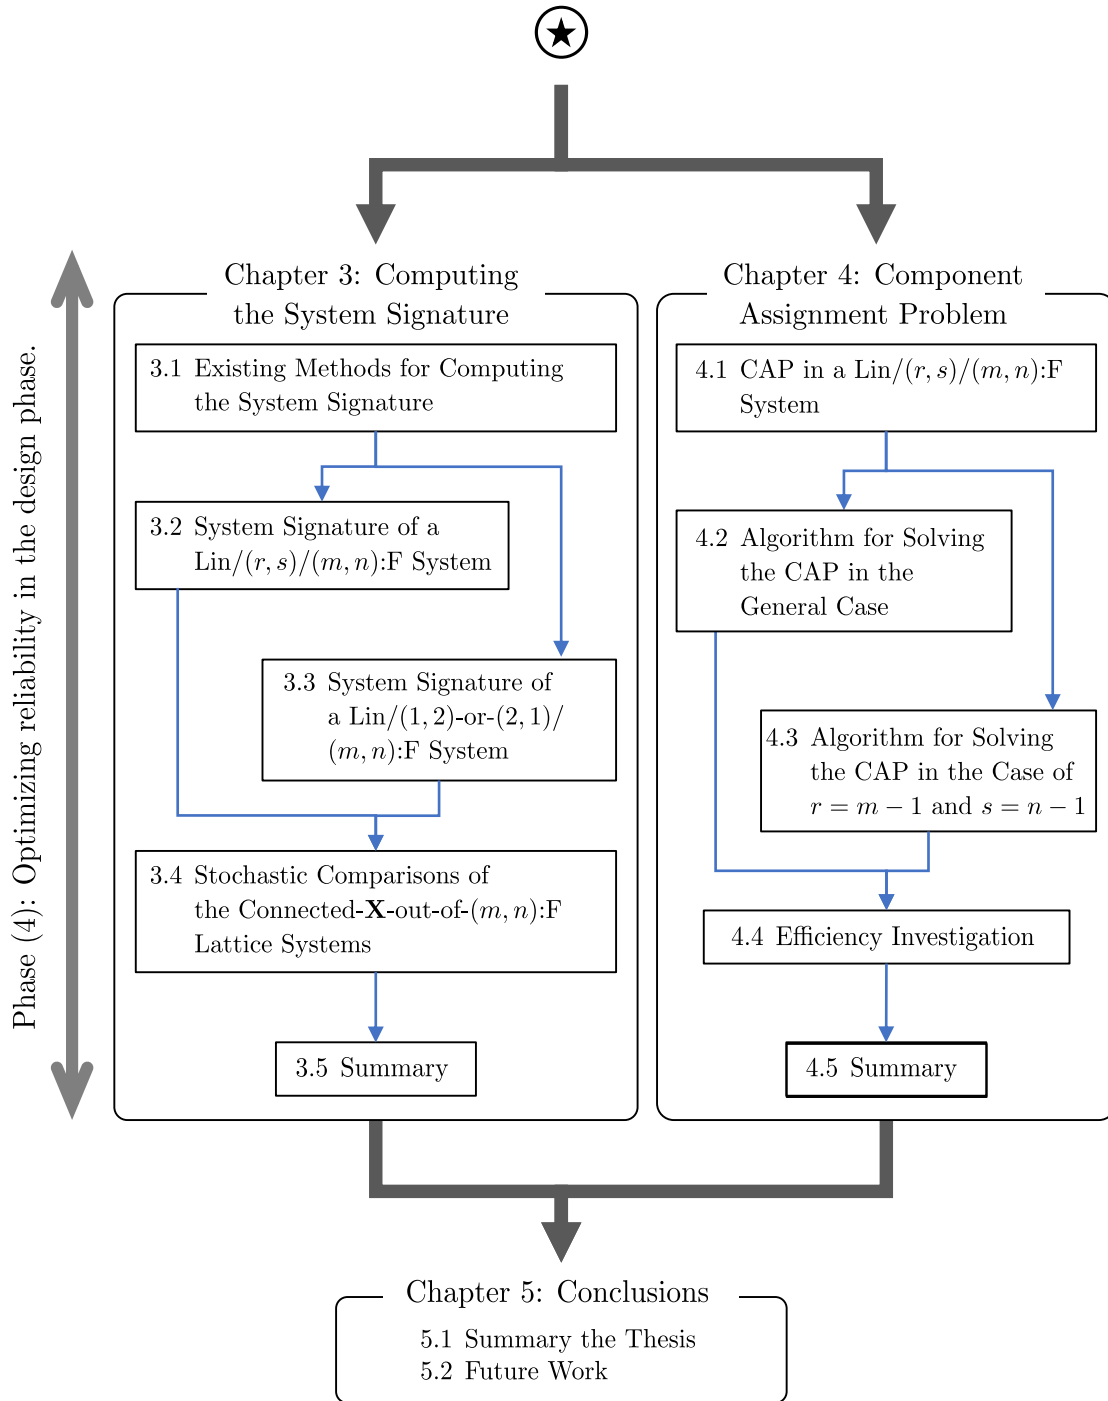 Phase (4): Optimizing reliability in the design phase.
Chapter 3: Computing
the System Signature
3.1 Existing Methods for Computing
the System Signature
3.2 System Signature of a
Lin/(r, s)/(m, n):F System
3.3 System Signature of
a Lin/(1, 2)-or-(2, 1)/
(m, n):F System
3.4 Stochastic Comparisons of
the Connected-X-out-of-(m, n):F
Lattice Systems
3.5 Summary
Chapter 4: Component
Assignment Problem
4.1 CAP in a Lin/(r, s)/(m, n):F
System
4.2 Algorithm for Solving
the CAP in the
General Case
4.3 Algorithm for Solving
the CAP in the Case of
r = m − 1 and s = n − 1
4.4 Efficiency Investigation
4.5 Summary
Chapter 5: Conclusions
5.1 Summary the Thesis
5.2 Future Work